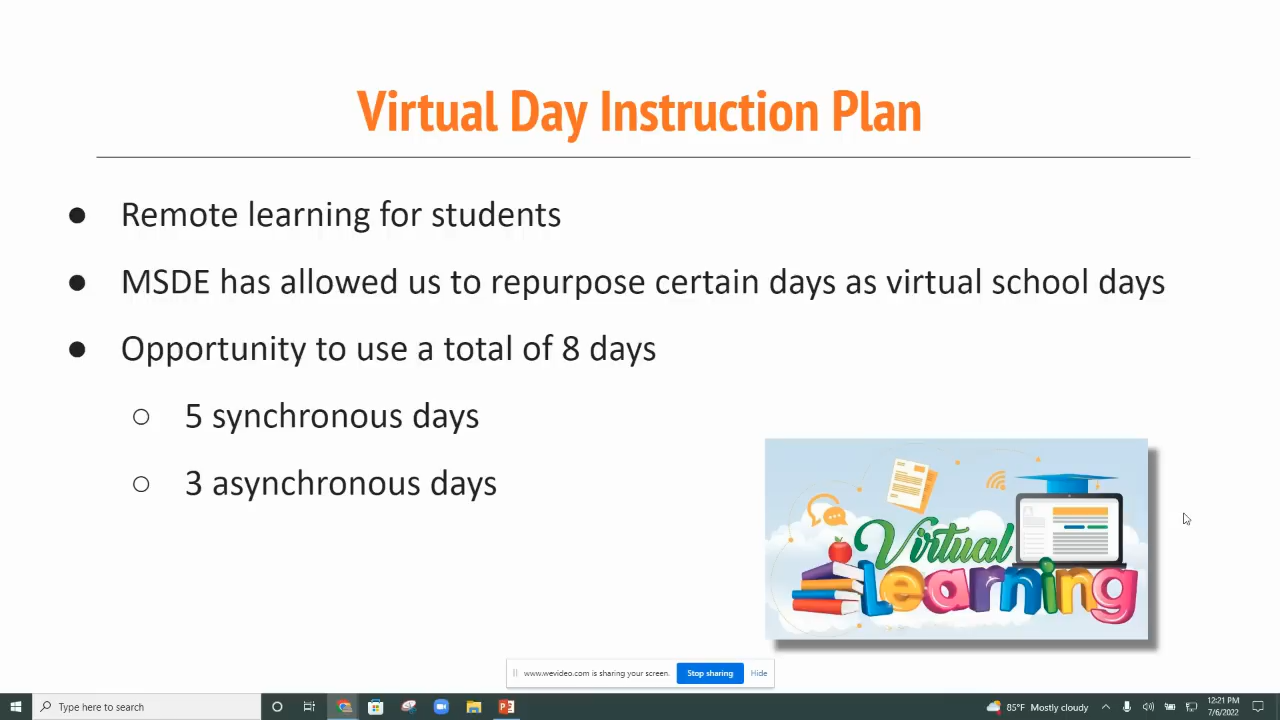 Virtual Day Instruction Plan
● Remote learning for students
● MSDE has allowed us to repurpose certain days as virtual school days
● Opportunity to use a total of 8 days
○ 5 synchronous days
○ 3 asynchronous days
Virtual
Learning
www.wevideo.com is sharing your screen.
Stop sharing
Hide
Type here to search
85°F Mostly cloudy
12:21 PM
7/6/2022